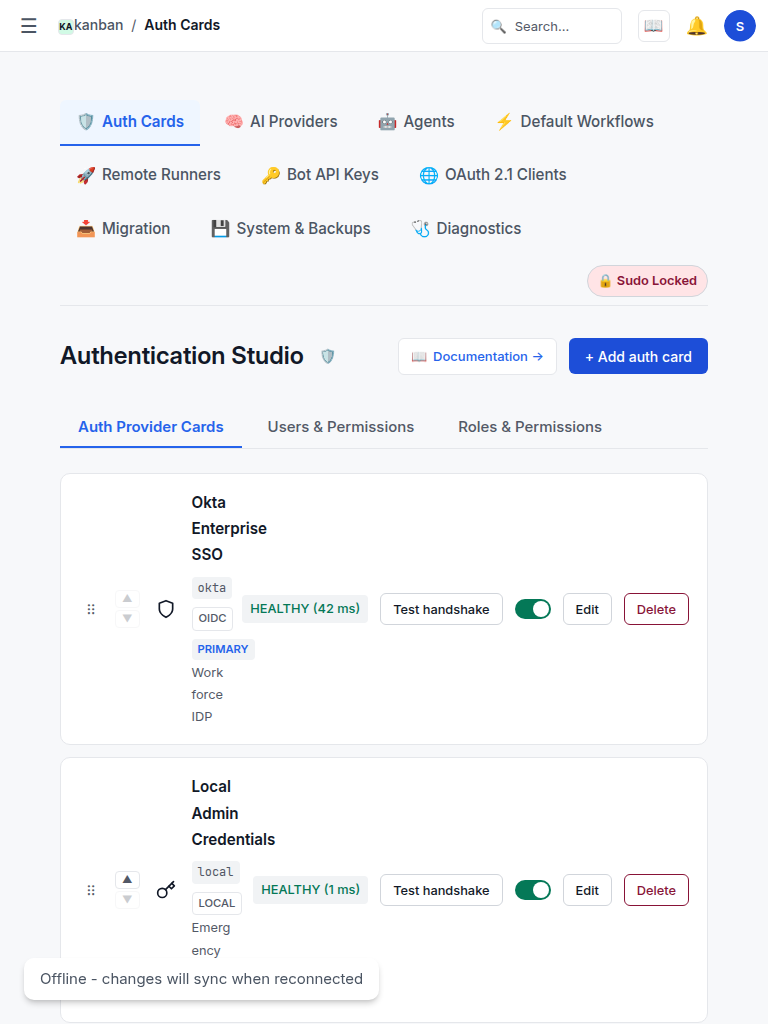 KA kanban / Auth Cards
Search...
S
Auth Cards
AI Providers
Agents
Default Workflows
Remote Runners
Bot API Keys
OAuth 2.1 Clients
Migration
System & Backups
Diagnostics
Sudo Locked
Authentication Studio
Documentation →
+ Add auth card
Auth Provider Cards
Users & Permissions
Roles & Permissions
Okta
Enterprise
SSO
okta
OIDC
PRIMARY
Work
force
IDP
HEALTHY (42 ms)
Test handshake
Edit
Delete
Local
Admin
Credentials
local
LOCAL
Emerg
ency
HEALTHY (1 ms)
Test handshake
Edit
Delete
Offline - changes will sync when reconnected